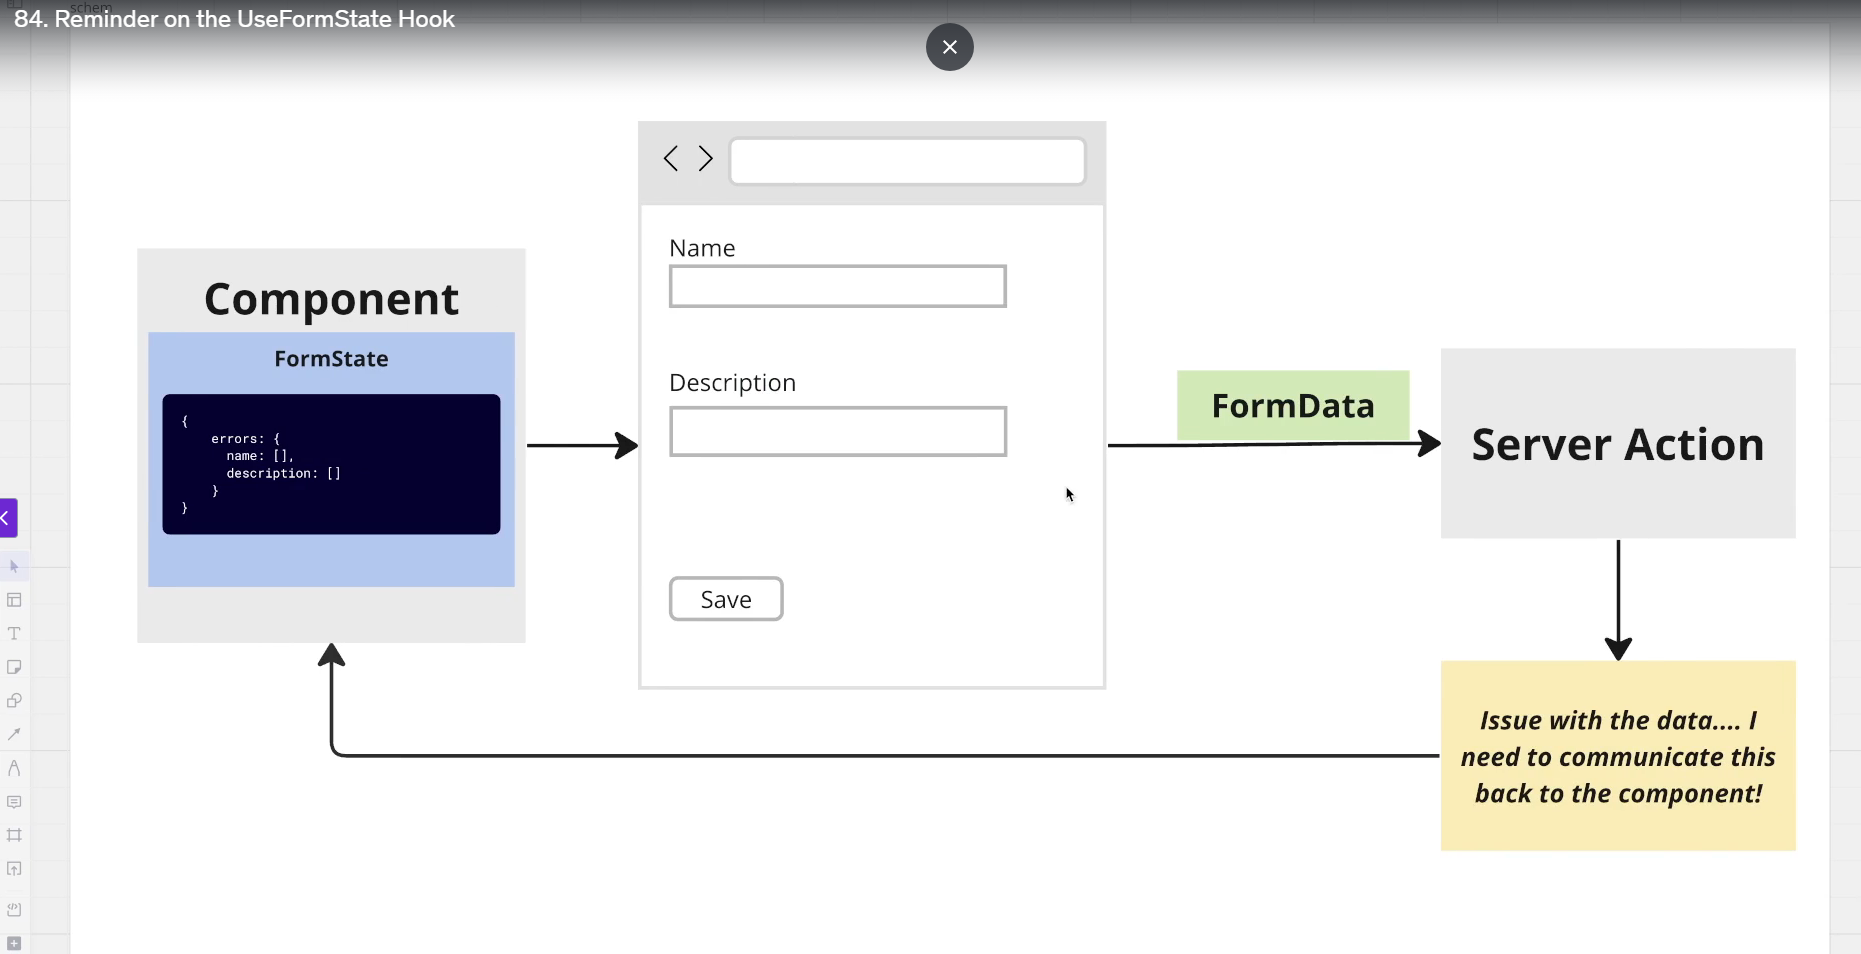 schem
84. Reminder on the UseFormState Hook
Name
Description
Save
Component
FormState
{
errors: {
name: [],
description: []
}
}
FormData
Server Action
Issue with the data.... I
need to communicate this
back to the component!